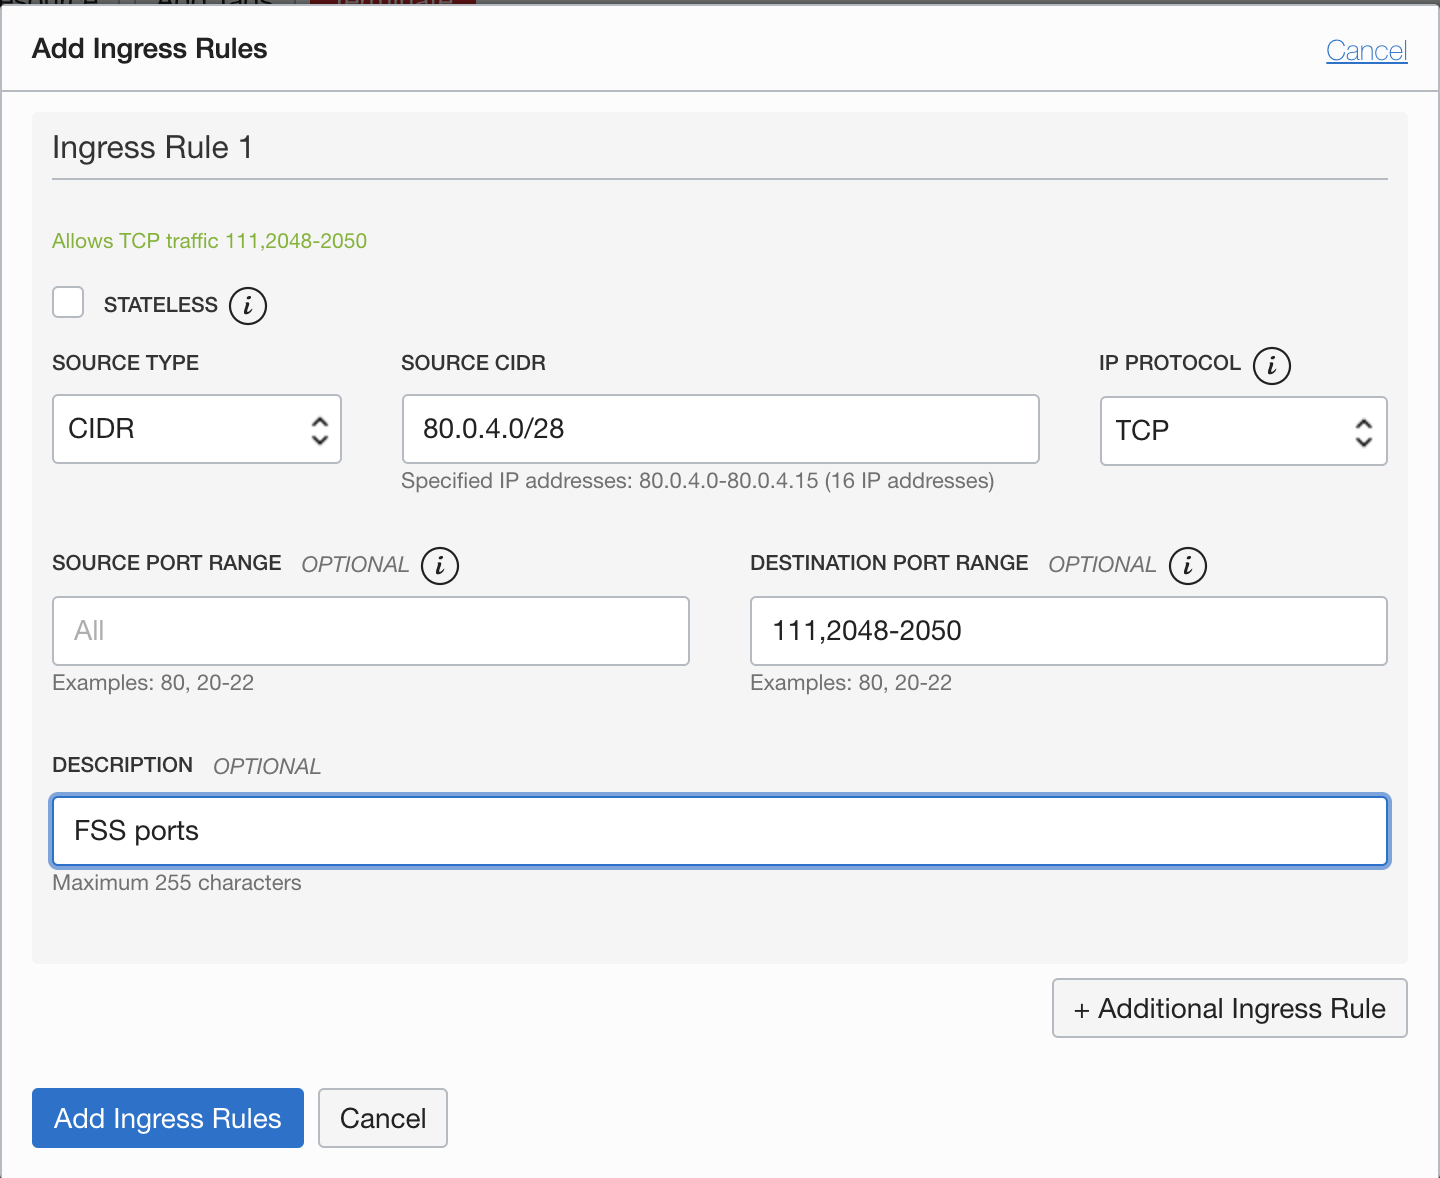 Add Ingress Rules
Cancel
Ingress Rule 1
Allows TCP traffic 111,2048-2050
STATELESS i
SOURCE TYPE SOURCE CIDR IP PROTOCOL i
CIDR 80.0.4.0/28 TCP
Specified IP addresses: 80.0.4.0-80.0.4.15 (16 IP addresses)
SOURCE PORT RANGE OPTIONAL i DESTINATION PORT RANGE OPTIONAL i
All 111,2048-2050
Examples: 80, 20-22 Examples: 80, 20-22
DESCRIPTION OPTIONAL
FSS ports
Maximum 255 characters
+ Additional Ingress Rule
Add Ingress Rules Cancel